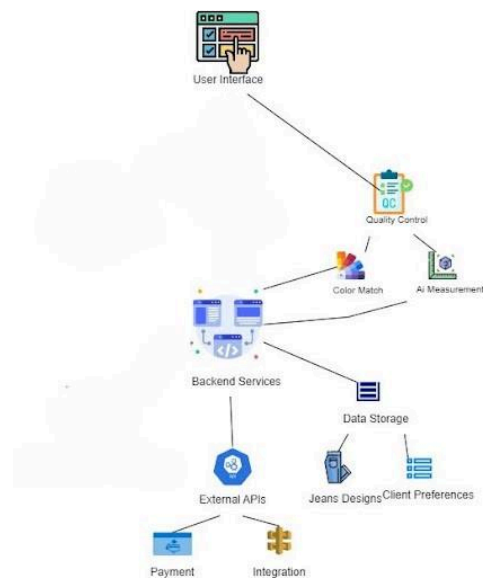 User Interface
QC
Quality Control
Color Match
Ai Measurement
</>
Backend Services
Data Storage
Jeans Designs
Client Preferences
External APIs
Payment
Integration